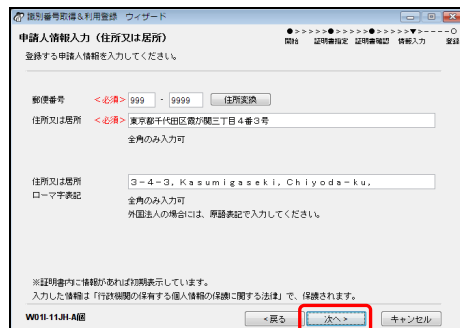 識別番号取得&利用登録 ウィザード
申請人情報入力（住所又は居所）
●>>>>>●>>>>>●>>>>>▼>----○
開始 証明書指定 証明書確認 情報入力 登録
登録する申請人情報を入力してください。
郵便番号 <必須> 999 - 9999 住所変換
住所又は居所 <必須> 東京都千代田区霞が関三丁目４番３号
全角のみ入力可
住所又は居所 ３－４－３，Ｋａｓｕｍｉｇａｓｅｋｉ，Ｃｈｉｙｏｄａ－ｋｕ，
ローマ字表記
全角のみ入力可
外国法人の場合には、原語表記で入力してください。
※証明書内に情報があれば初期表示しています。
入力した情報は「行政機関の保有する個人情報の保護に関する法律」で、保護されます。
W01I-11.JH-A個 <戻る 次へ> キャンセル